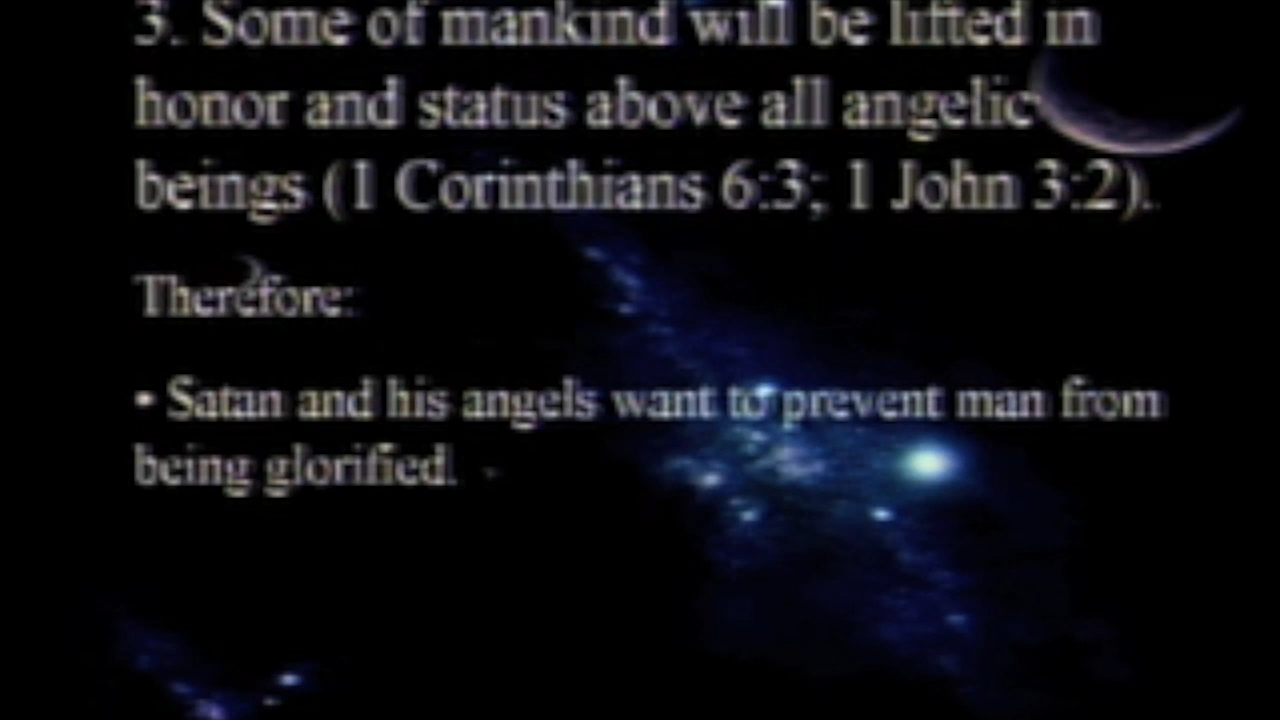 3. Some of mankind will be lifted in
honor and status above all angelic
beings (1 Corinthians 6:3; 1 John 3:2).
Therefore:
• Satan and his angels want to prevent man from
being glorified.